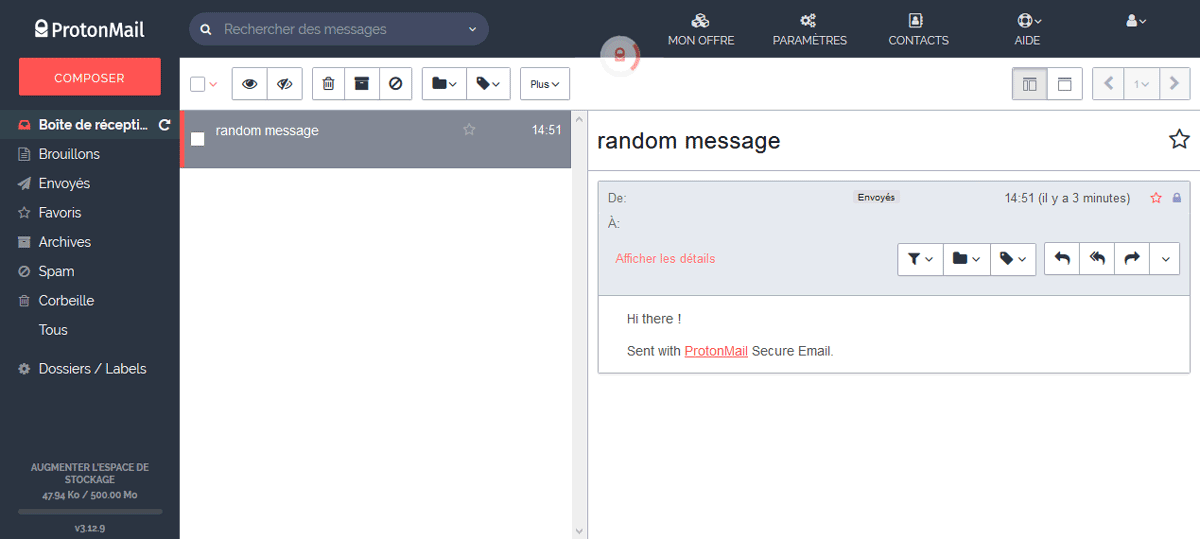 ProtonMail
Rechercher des messages
MON OFFRE
PARAMÈTRES
CONTACTS
AIDE
COMPOSER
Plus
1
Boîte de récepti...
Brouillons
Envoyés
Favoris
Archives
Spam
Corbeille
Tous
Dossiers / Labels
AUGMENTER L'ESPACE DE
STOCKAGE
47.94 Ko / 500.00 Mo
v3.12.9
random message 14:51
random message
De: Envoyés 14:51 (il y a 3 minutes)
À:
Afficher les détails
Hi there !
Sent with ProtonMail Secure Email.